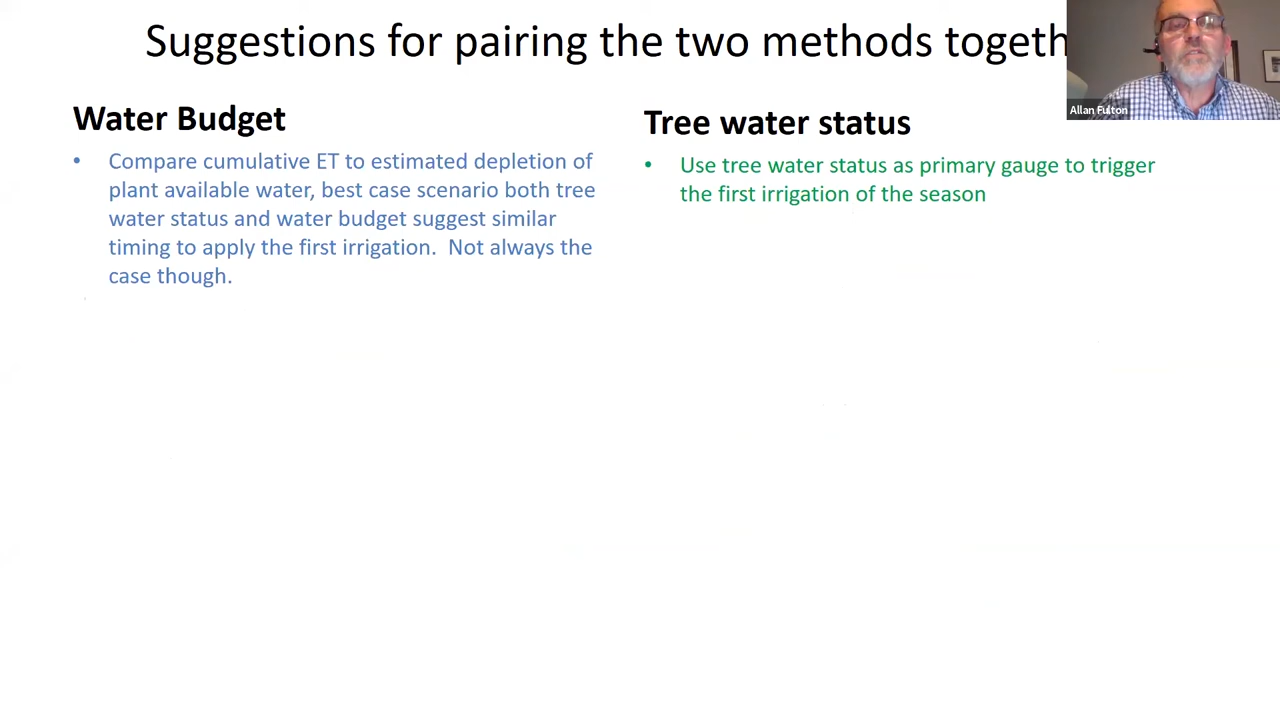 Suggestions for pairing the two methods togeth
Allan Fulton
Water Budget
• Compare cumulative ET to estimated depletion of
plant available water, best case scenario both tree
water status and water budget suggest similar
timing to apply the first irrigation.  Not always the
case though.
Tree water status
• Use tree water status as primary gauge to trigger
the first irrigation of the season